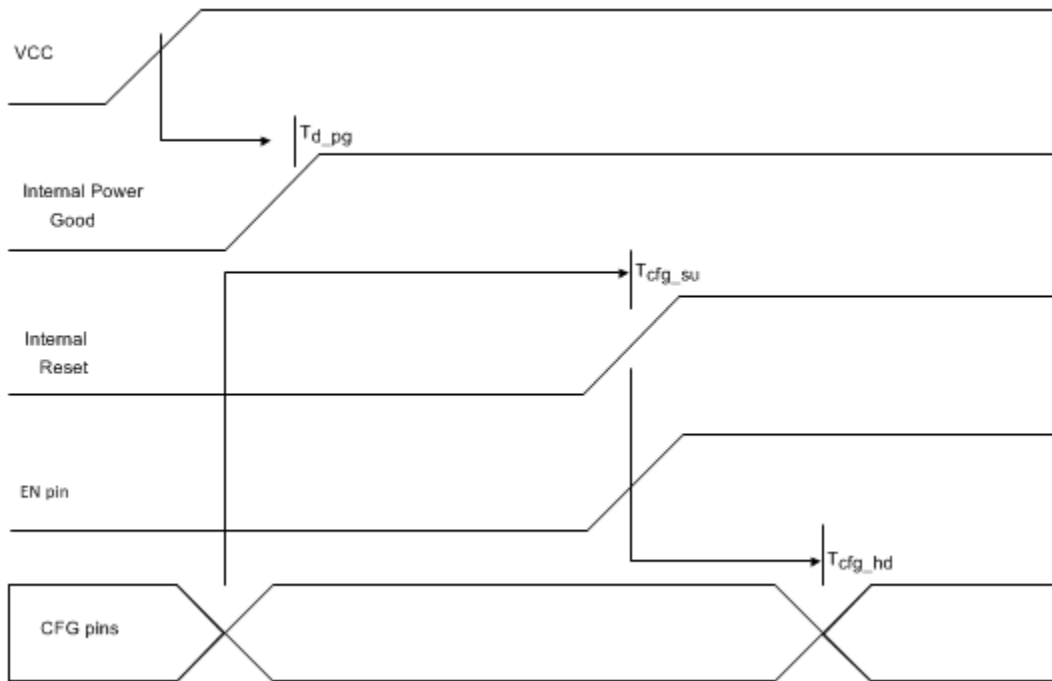 VCC
Td_pg
Internal Power
Good
Tcfg_su
Internal
Reset
EN pin
Tcfg_hd
CFG pins